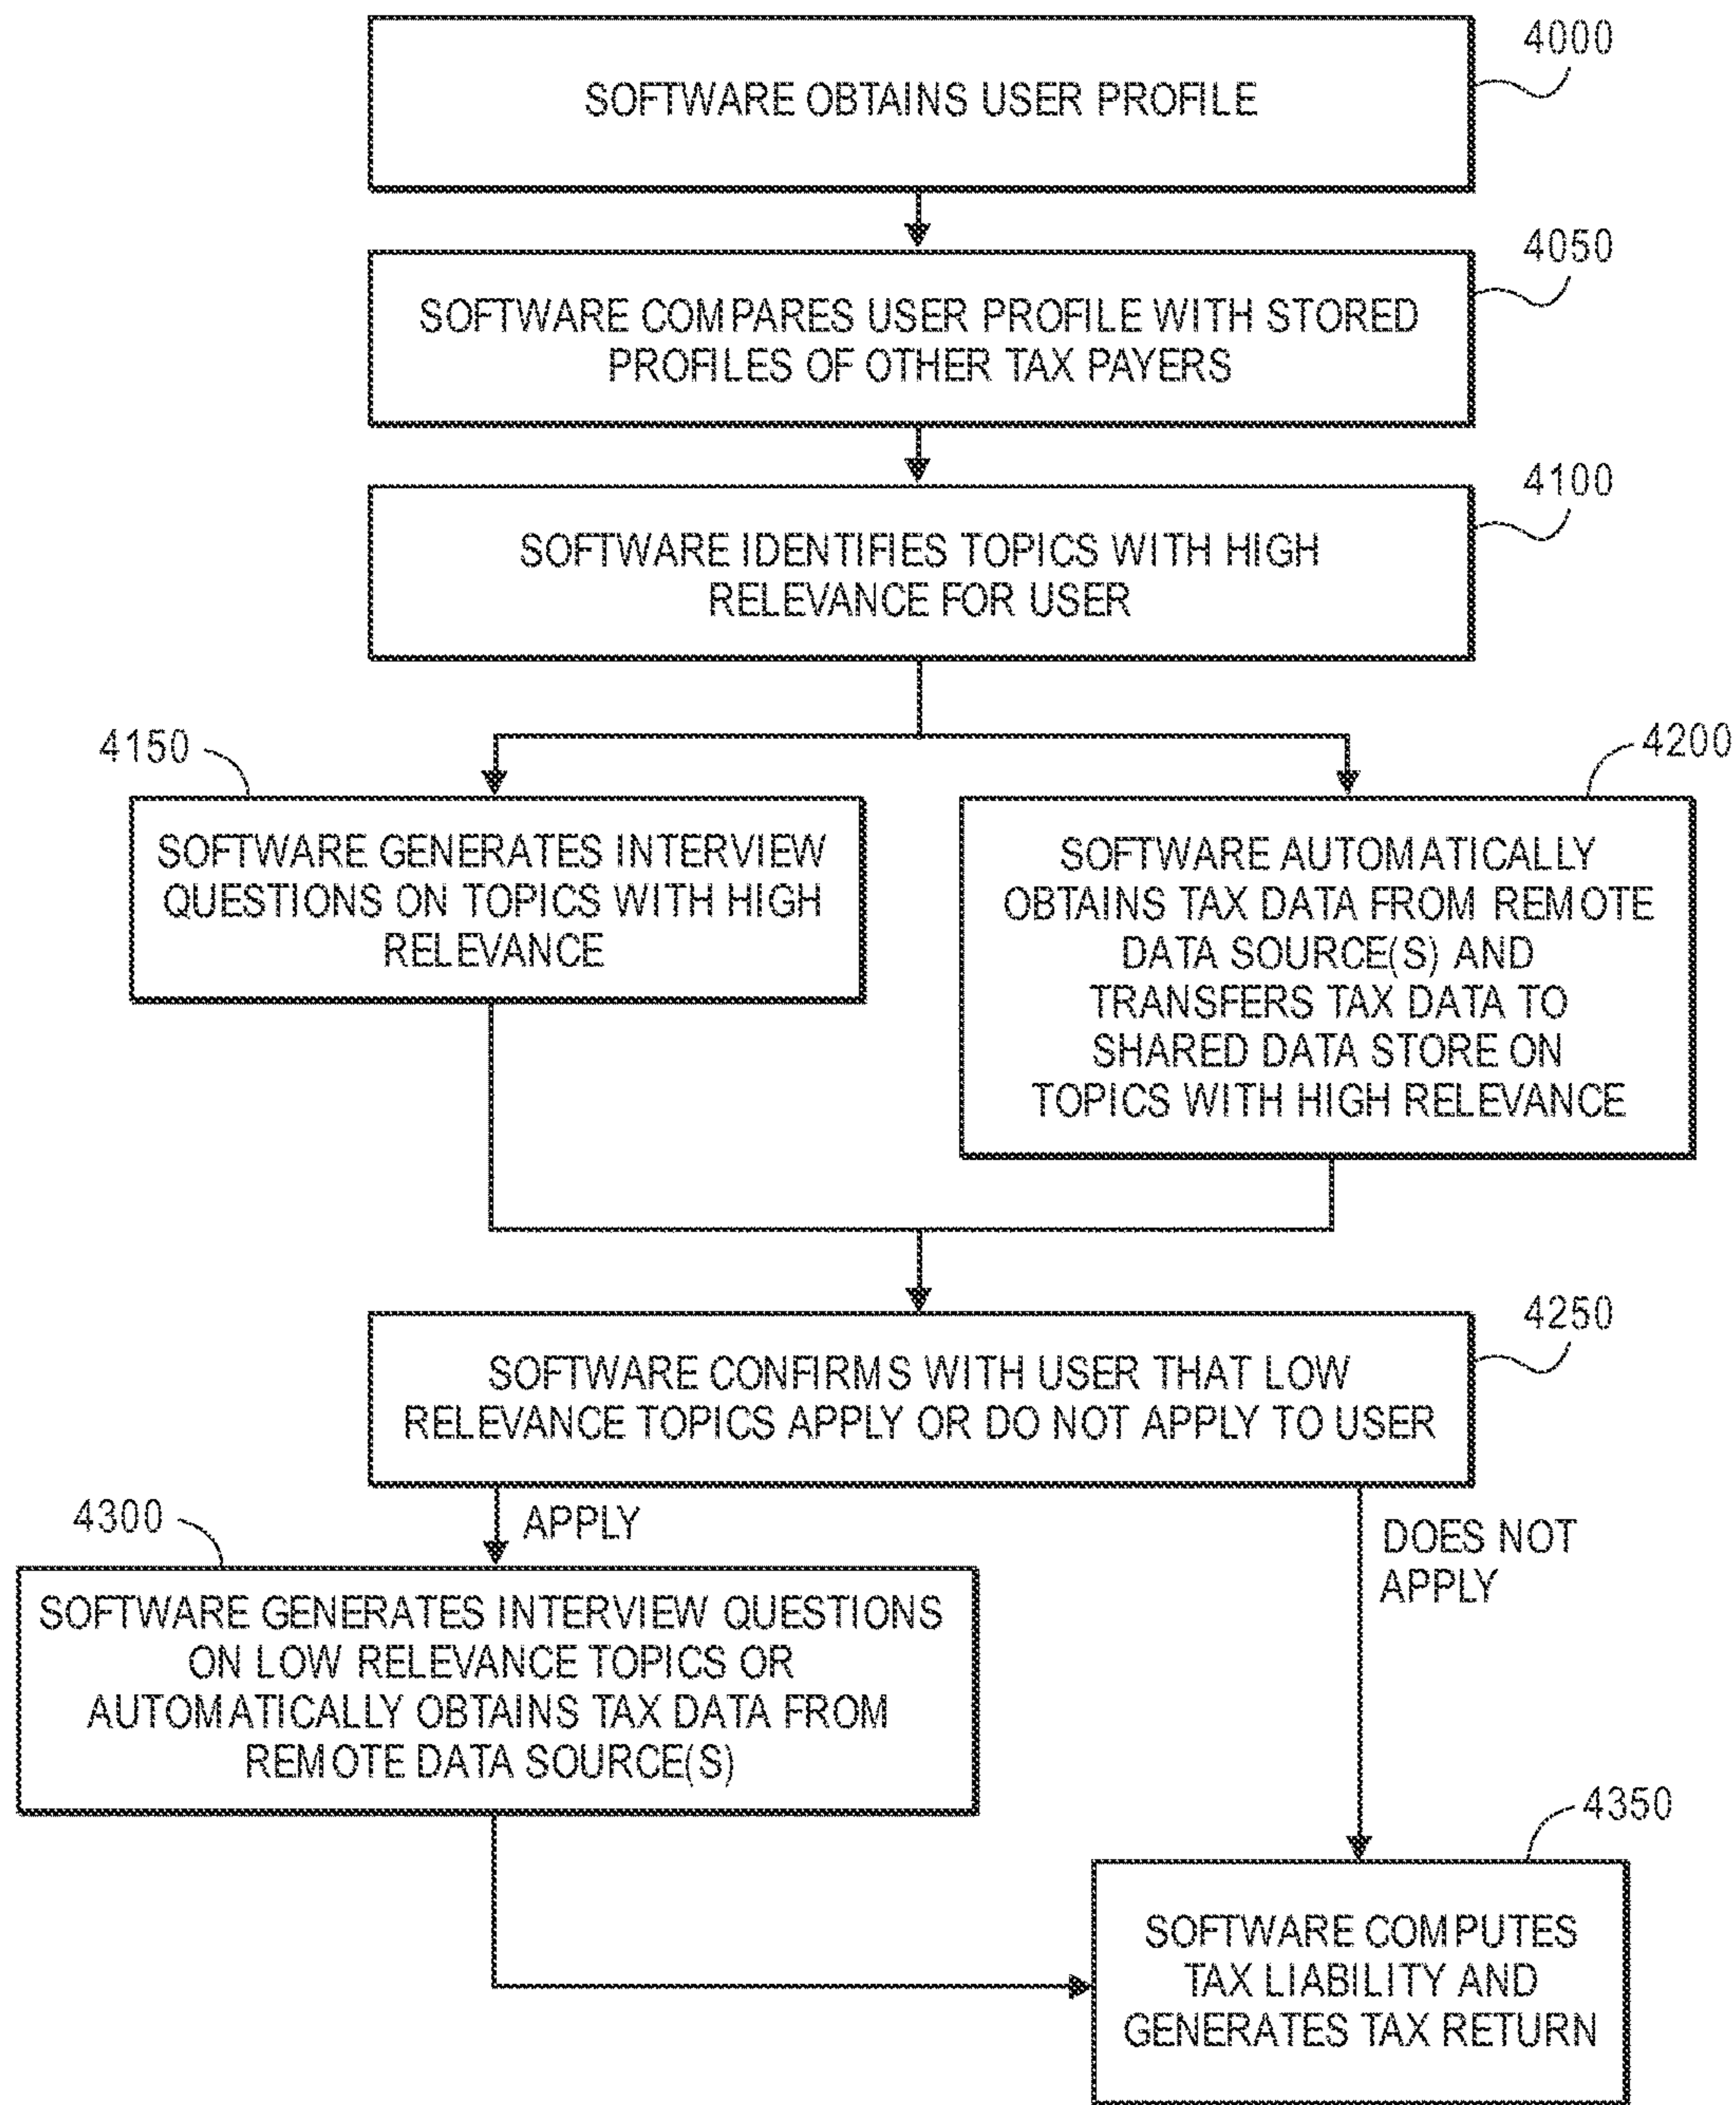 4000
SOFTWARE OBTAINS USER PROFILE
4050
SOFTWARE COMPARES USER PROFILE WITH STORED
PROFILES OF OTHER TAX PAYERS
4100
SOFTWARE IDENTIFIES TOPICS WITH HIGH
RELEVANCE FOR USER
4150
SOFTWARE GENERATES INTERVIEW
QUESTIONS ON TOPICS WITH HIGH
RELEVANCE
4200
SOFTWARE AUTOMATICALLY
OBTAINS TAX DATA FROM REMOTE
DATA SOURCE(S) AND
TRANSFERS TAX DATA TO
SHARED DATA STORE ON
TOPICS WITH HIGH RELEVANCE
4250
SOFTWARE CONFIRMS WITH USER THAT LOW
RELEVANCE TOPICS APPLY OR DO NOT APPLY TO USER
APPLY
DOES NOT
APPLY
4300
SOFTWARE GENERATES INTERVIEW QUESTIONS
ON LOW RELEVANCE TOPICS OR
AUTOMATICALLY OBTAINS TAX DATA FROM
REMOTE DATA SOURCE(S)
4350
SOFTWARE COMPUTES
TAX LIABILITY AND
GENERATES TAX RETURN